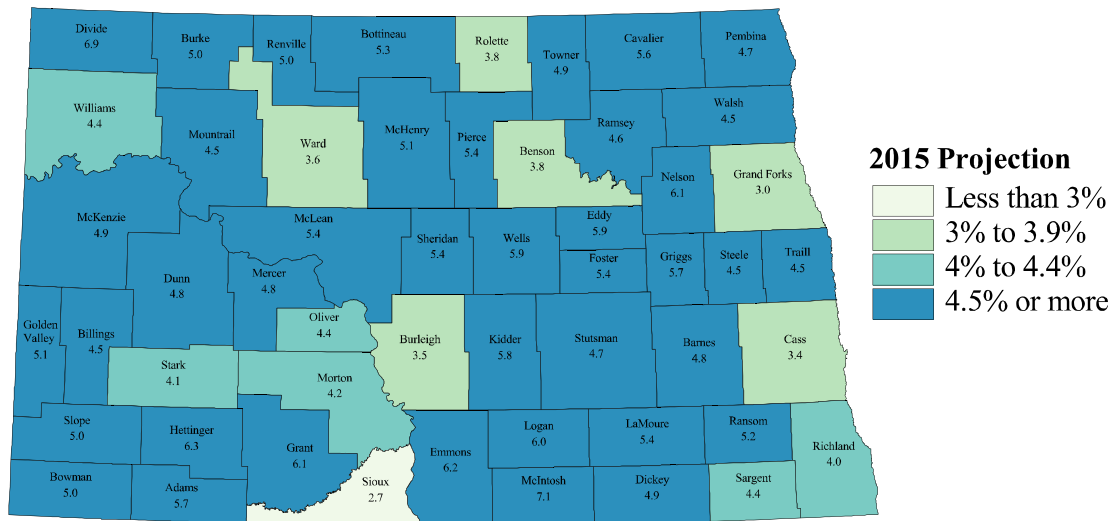 Divide
6.9
Burke
5.0
Renville
5.0
Bottineau
5.3
Rolette
3.8
Towner
4.9
Cavalier
5.6
Pembina
4.7
Williams
4.4
Mountrail
4.5
Ward
3.6
McHenry
5.1
Pierce
5.4
Benson
3.8
Ramsey
4.6
Walsh
4.5
Nelson
6.1
Grand Forks
3.0
McKenzie
4.9
McLean
5.4
Sheridan
5.4
Wells
5.9
Eddy
5.9
Foster
5.4
Griggs
5.7
Steele
4.5
Traill
4.5
Dunn
4.8
Mercer
4.8
Oliver
4.4
Golden
Valley
5.1
Billings
4.5
Stark
4.1
Morton
4.2
Burleigh
3.5
Kidder
5.8
Stutsman
4.7
Barnes
4.8
Cass
3.4
Slope
5.0
Hettinger
6.3
Grant
6.1
Emmons
6.2
Logan
6.0
LaMoure
5.4
Ransom
5.2
Richland
4.0
Bowman
5.0
Adams
5.7
Sioux
2.7
McIntosh
7.1
Dickey
4.9
Sargent
4.4
2015 Projection
Less than 3%
3% to 3.9%
4% to 4.4%
4.5% or more